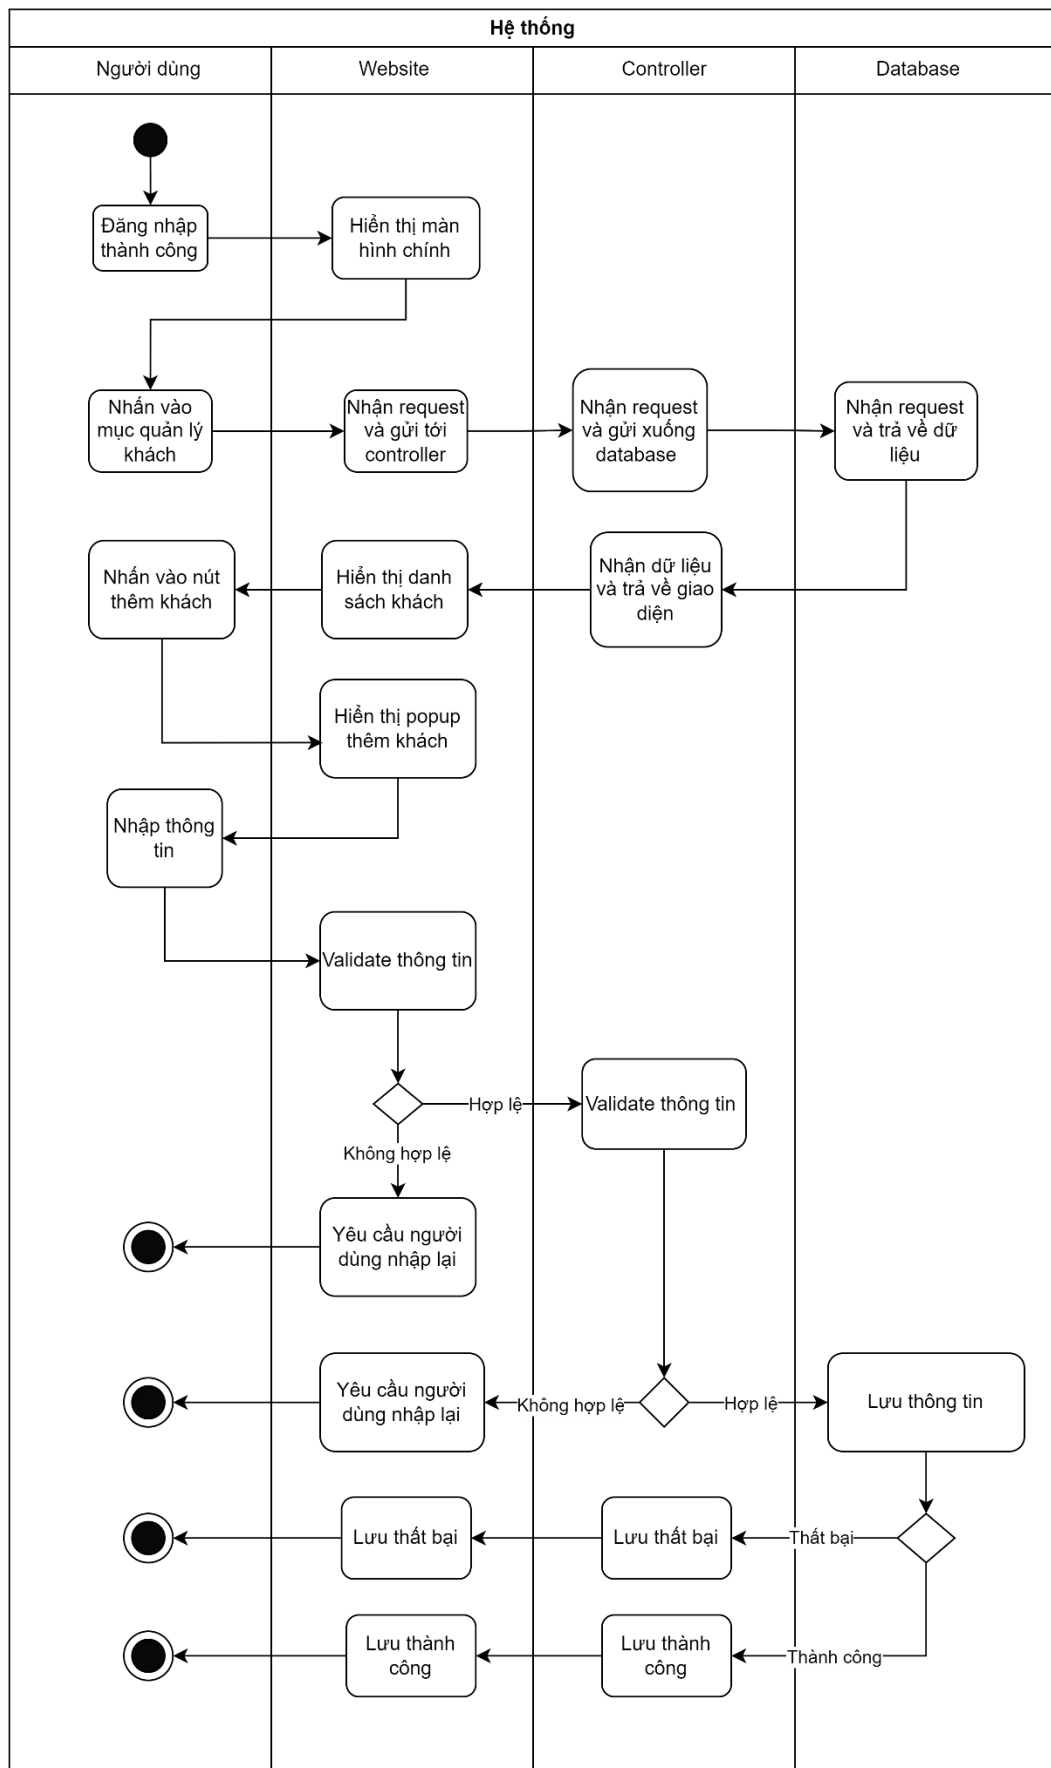 Hệ thống
Người dùng
Website
Controller
Database
Đăng nhập
thành công
Hiển thị màn
hình chính
Nhấn vào
mục quản lý
khách
Nhận request
và gửi tới
controller
Nhận request
và gửi xuống
database
Nhận request
và trả về dữ
liệu
Nhấn vào nút
thêm khách
Hiển thị danh
sách khách
Nhận dữ liệu
và trả về giao
diện
Hiển thị popup
thêm khách
Nhập thông
tin
Validate thông tin
Hợp lệ
Validate thông tin
Không hợp lệ
Yêu cầu người
dùng nhập lại
Yêu cầu người
dùng nhập lại
Không hợp lệ
Hợp lệ
Lưu thông tin
Lưu thất bại
Lưu thất bại
Thất bại
Lưu thành
công
Lưu thành
công
Thành công